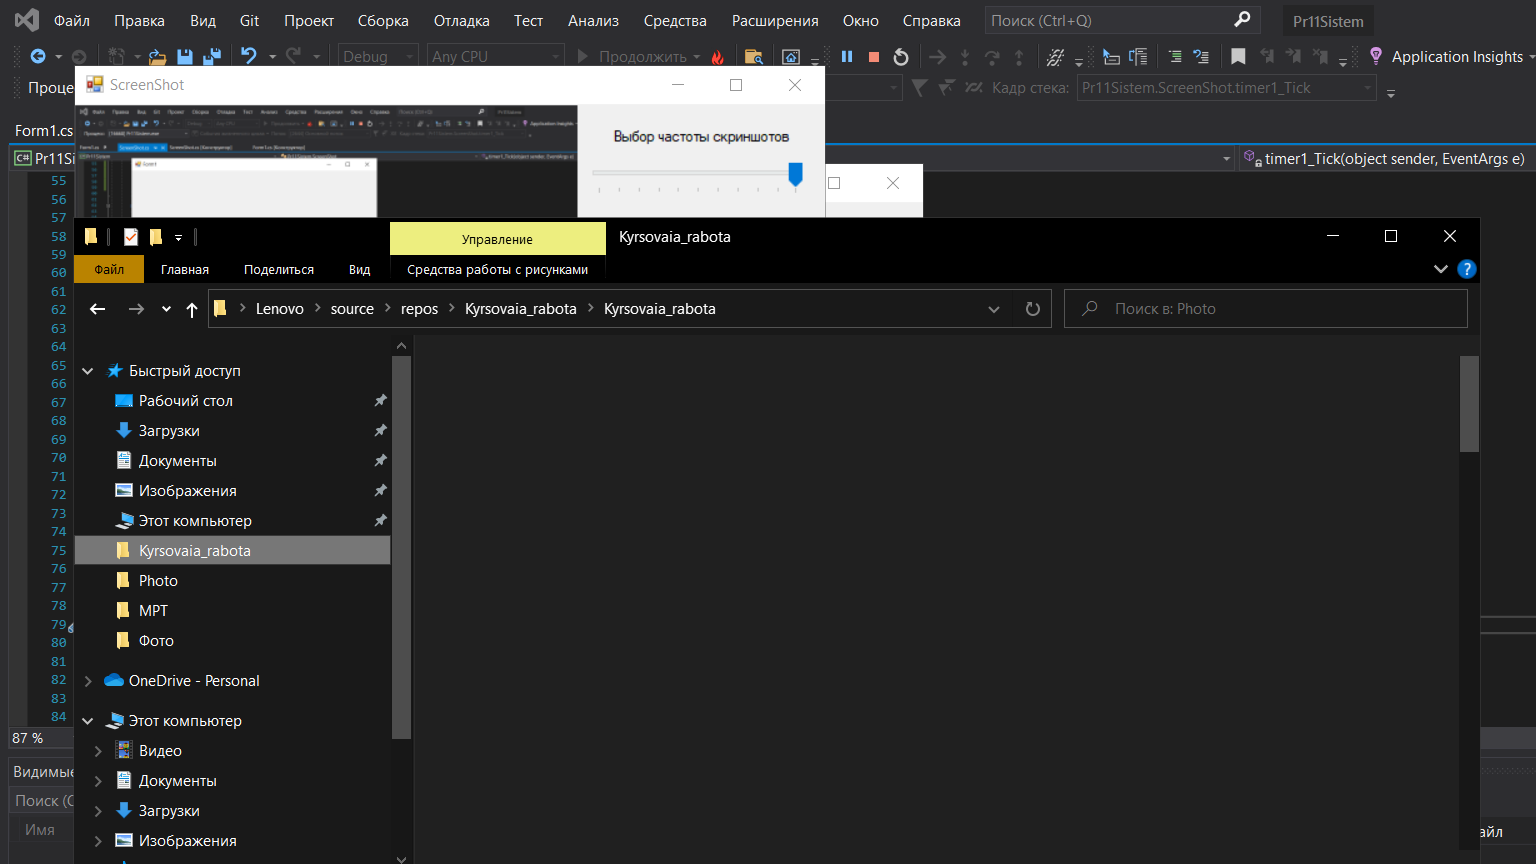 Файл Правка Вид Git Проект Сборка Отладка Тест Анализ Средства Расширения Окно Справка Поиск (Ctrl+Q) Pr11Sistem
Debug Any CPU Продолжить Application Insights
Проце Кадр стека: Pr11Sistem.ScreenShot.timer1_Tick
ScreenShot
Выбор частоты скриншотов
Form1.cs
C# Pr11Si timer1_Tick(object sender, EventArgs e)
55
56
57
58
59
60
61
62
63
64
65
66
67
68
69
70
71
72
73
74
75
76
77
78
79
80
81
82
83
84
87 %
Видимые
Поиск (C
Имя
айл
Управление Kyrsovaia_rabota
Файл Главная Поделиться Вид Средства работы с рисунками
Lenovo source repos Kyrsovaia_rabota Kyrsovaia_rabota Поиск в: Photo
Быстрый доступ
Рабочий стол
Загрузки
Документы
Изображения
Этот компьютер
Kyrsovaia_rabota
Photo
МРТ
Фото
OneDrive - Personal
Этот компьютер
Видео
Документы
Загрузки
Изображения